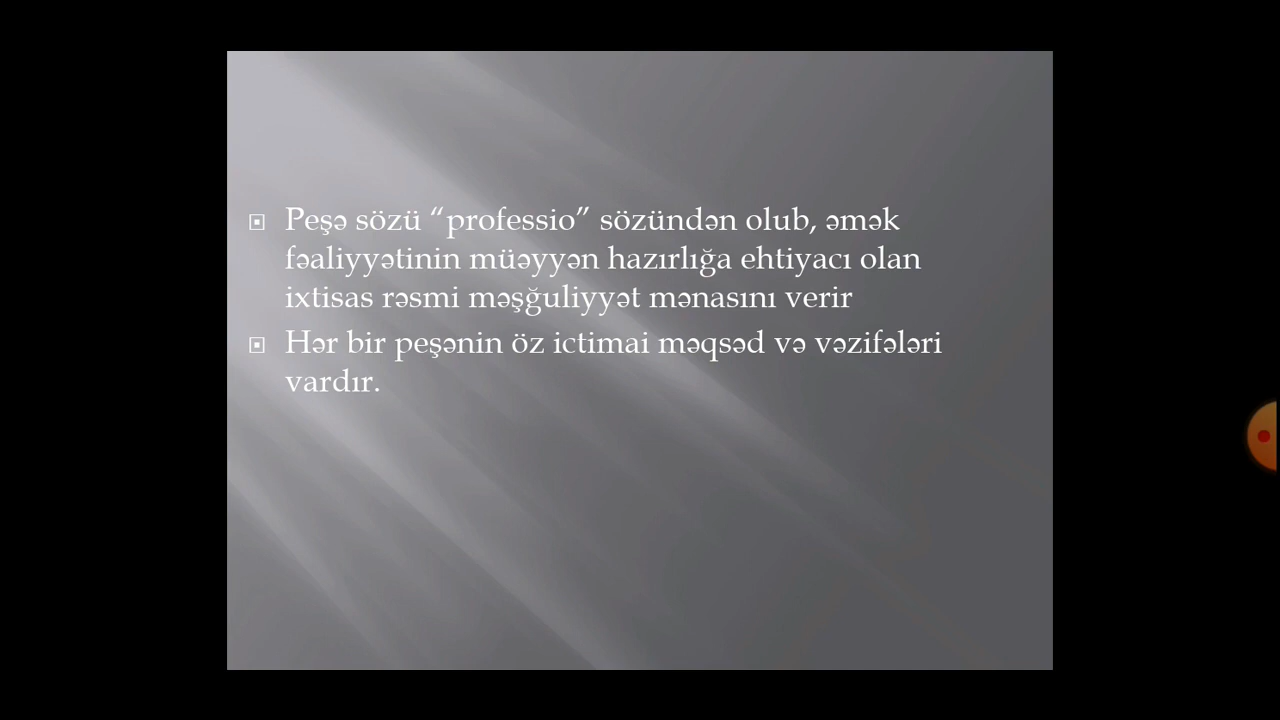 Peşə sözü “professio” sözündən olub, əmək
fəaliyyətinin müəyyən hazırlığa ehtiyacı olan
ixtisas rəsmi məşğuliyyət mənasını verir
Hər bir peşənin öz ictimai məqsəd və vəzifələri
vardır.